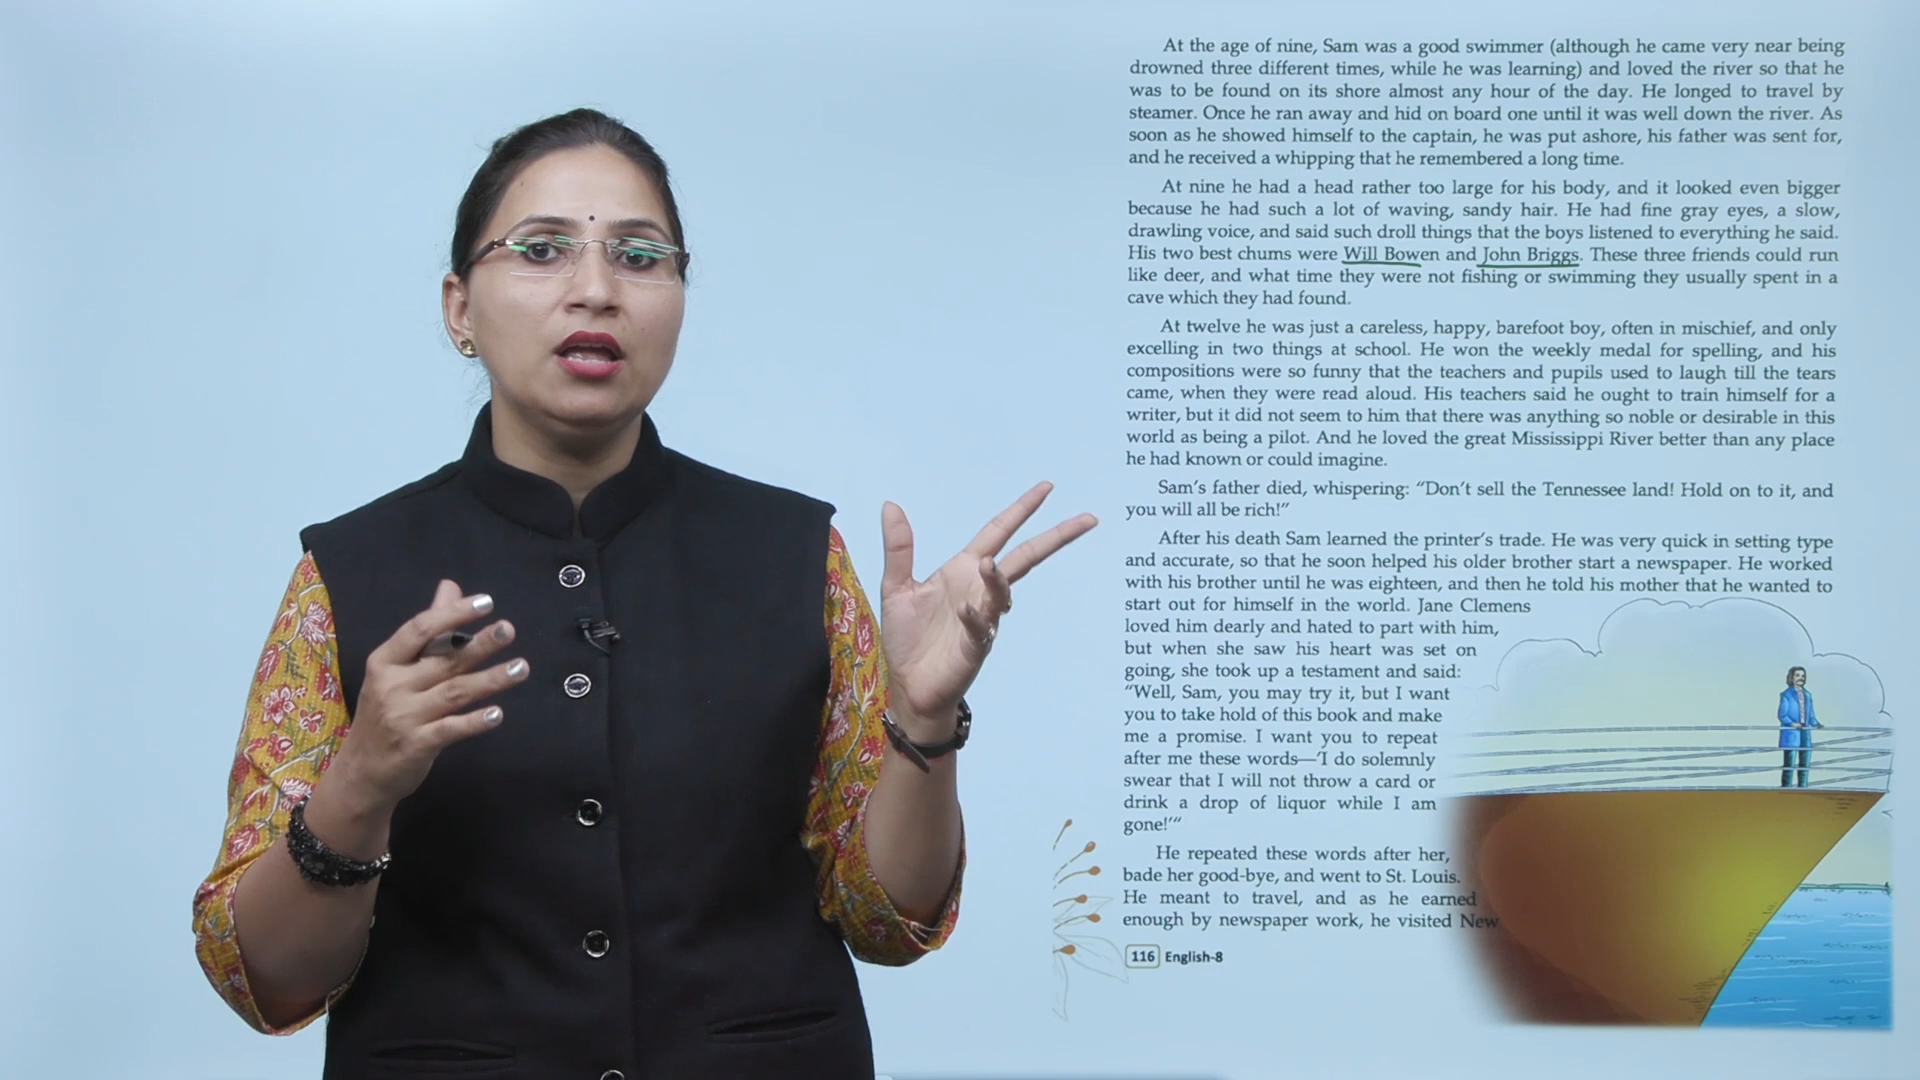 At the age of nine, Sam was a good swimmer (although he came very near being
drowned three different times, while he was learning) and loved the river so that he
was to be found on its shore almost any hour of the day. He longed to travel by
steamer. Once he ran away and hid on board one until it was well down the river. As
soon as he showed himself to the captain, he was put ashore, his father was sent for,
and he received a whipping that he remembered a long time.
At nine he had a head rather too large for his body, and it looked even bigger
because he had such a lot of waving, sandy hair. He had fine gray eyes, a slow,
drawling voice, and said such droll things that the boys listened to everything he said.
His two best chums were Will Bowen and John Briggs. These three friends could run
like deer, and what time they were not fishing or swimming they usually spent in a
cave which they had found.
At twelve he was just a careless, happy, barefoot boy, often in mischief, and only
excelling in two things at school. He won the weekly medal for spelling, and his
compositions were so funny that the teachers and pupils used to laugh till the tears
came, when they were read aloud. His teachers said he ought to train himself for a
writer, but it did not seem to him that there was anything so noble or desirable in this
world as being a pilot. And he loved the great Mississippi River better than any place
he had known or could imagine.
Sam's father died, whispering: “Don't sell the Tennessee land! Hold on to it, and
you will all be rich!”
After his death Sam learned the printer's trade. He was very quick in setting type
and accurate, so that he soon helped his older brother start a newspaper. He worked
with his brother until he was eighteen, and then he told his mother that he wanted to
start out for himself in the world. Jane Clemens
loved him dearly and hated to part with him,
but when she saw his heart was set on
going, she took up a testament and said:
“Well, Sam, you may try it, but I want
you to take hold of this book and make
me a promise. I want you to repeat
after me these words—‘I do solemnly
swear that I will not throw a card or
drink a drop of liquor while I am
gone!’”
He repeated these words after her,
bade her good-bye, and went to St. Louis.
He meant to travel, and as he earned
enough by newspaper work, he visited New
116 English-8